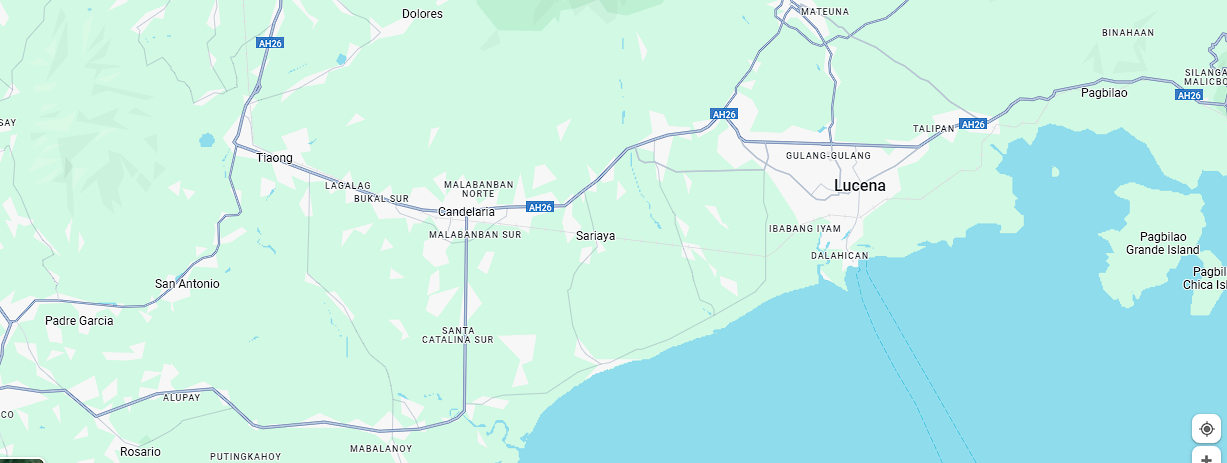 MATEUNA
Dolores
BINAHAAN
AH26
SILANGA
MALICBO
Pagbilao
AH26
AH26
SAY
TALIPAN
AH26
Tiaong
GULANG-GULANG
LAGALAG
MALABANBAN
NORTE
Lucena
BUKAL SUR
Candelaria
AH26
MALABANBAN SUR
Sariaya
IBABANG IYAM
Pagbilao
Grande Island
DALAHICAN
San Antonio
Pagbil
Chica Isl
Padre Garcia
SANTA
CATALINA SUR
ALUPAY
CO
Rosario
PUTINGKAHOY
MABALANOY